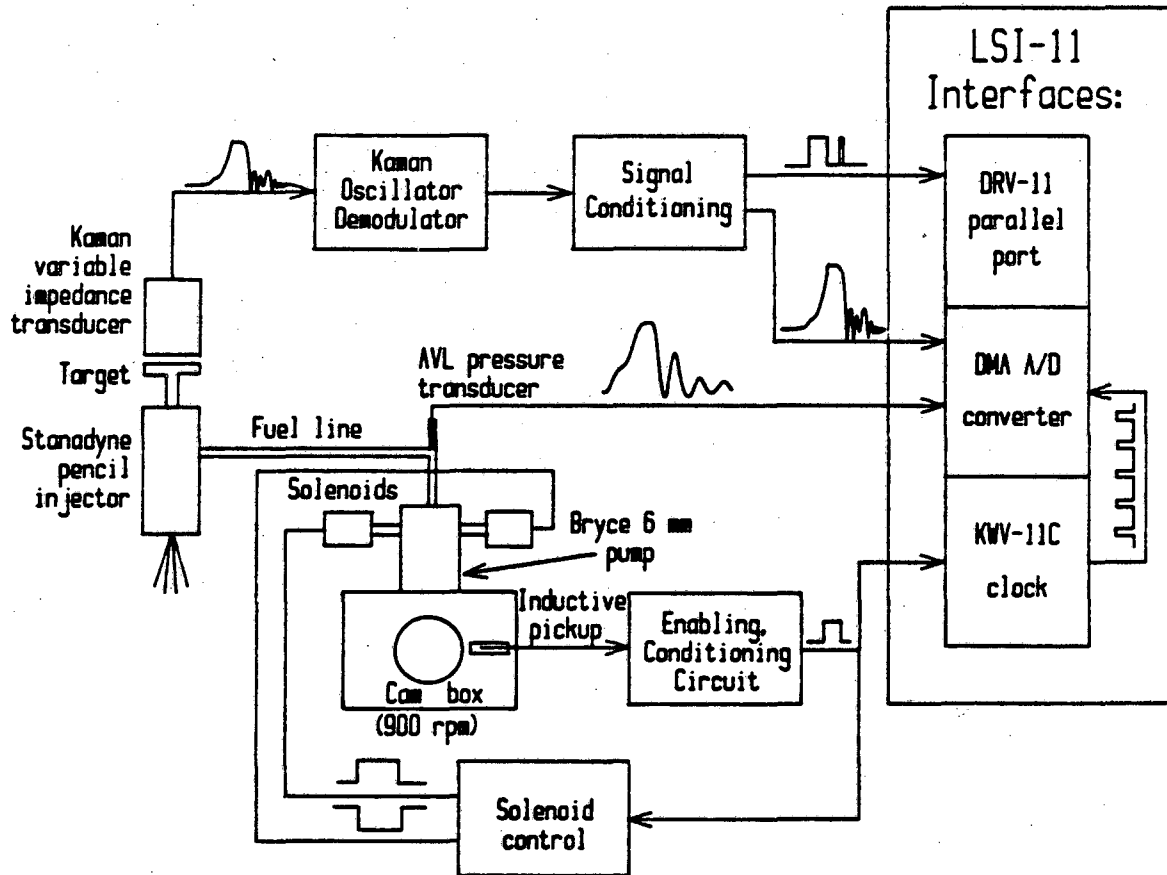 LSI-11
Interfaces:
Kaman
Oscillator
Demodulator
Signal
Conditioning
DRV-11
parallel
port
Kaman
variable
impedance
transducer
Target
AVL pressure
transducer
DMA A/D
converter
Stanadyne
pencil
injector
Fuel line
Solenoids
Bryce 6 mm
pump
KWV-11C
clock
Inductive
pickup
Enabling,
Conditioning
Circuit
Cam box
(900 rpm)
Solenoid
control